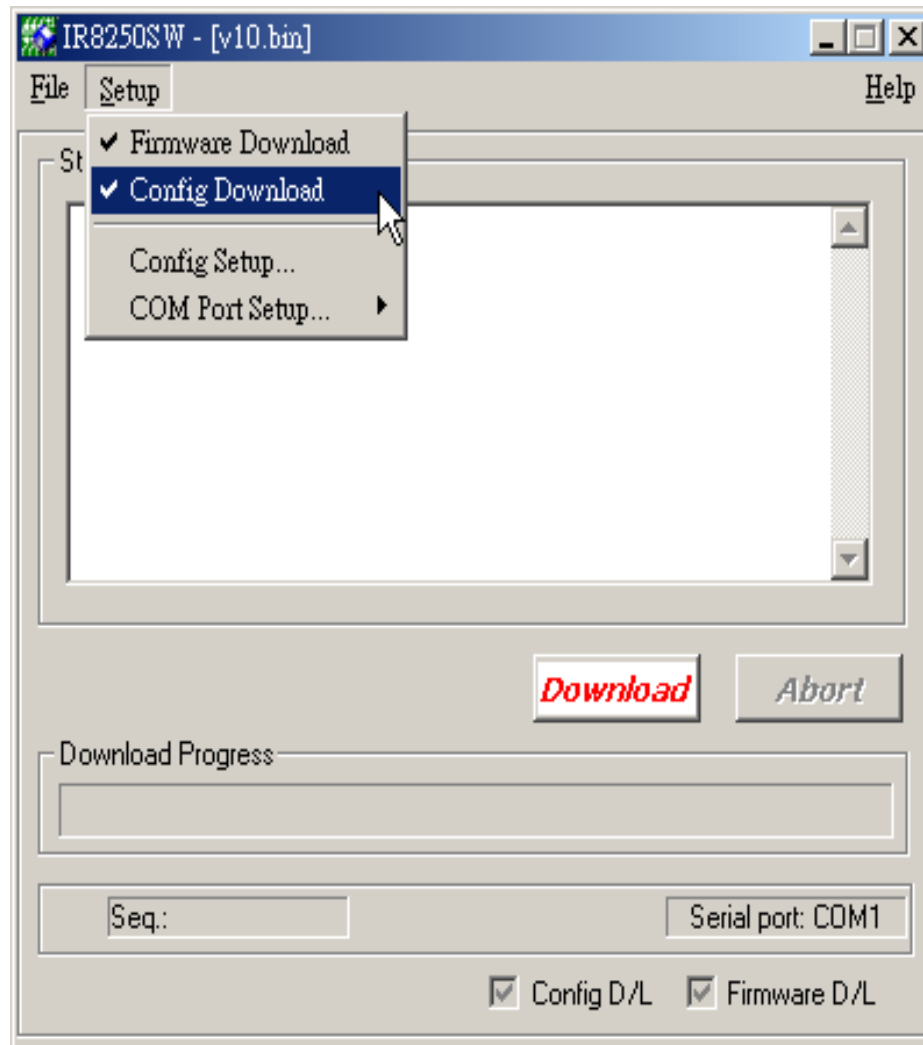 IR8250SW - [v10.bin]
File Setup Help
Firmware Download
St
Config Download
Config Setup...
COM Port Setup...
Download Abort
Download Progress
Seq.: Serial port: COM1
Config D/L Firmware D/L